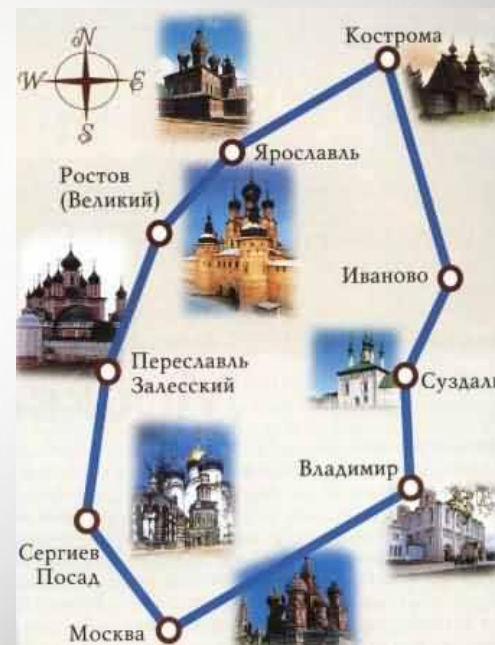 N
W E
S
Кострома
Ярославль
Ростов
(Великий)
Иваново
Переславль
Залесский
Суздаль
Владимир
Сергиев
Посад
Москва